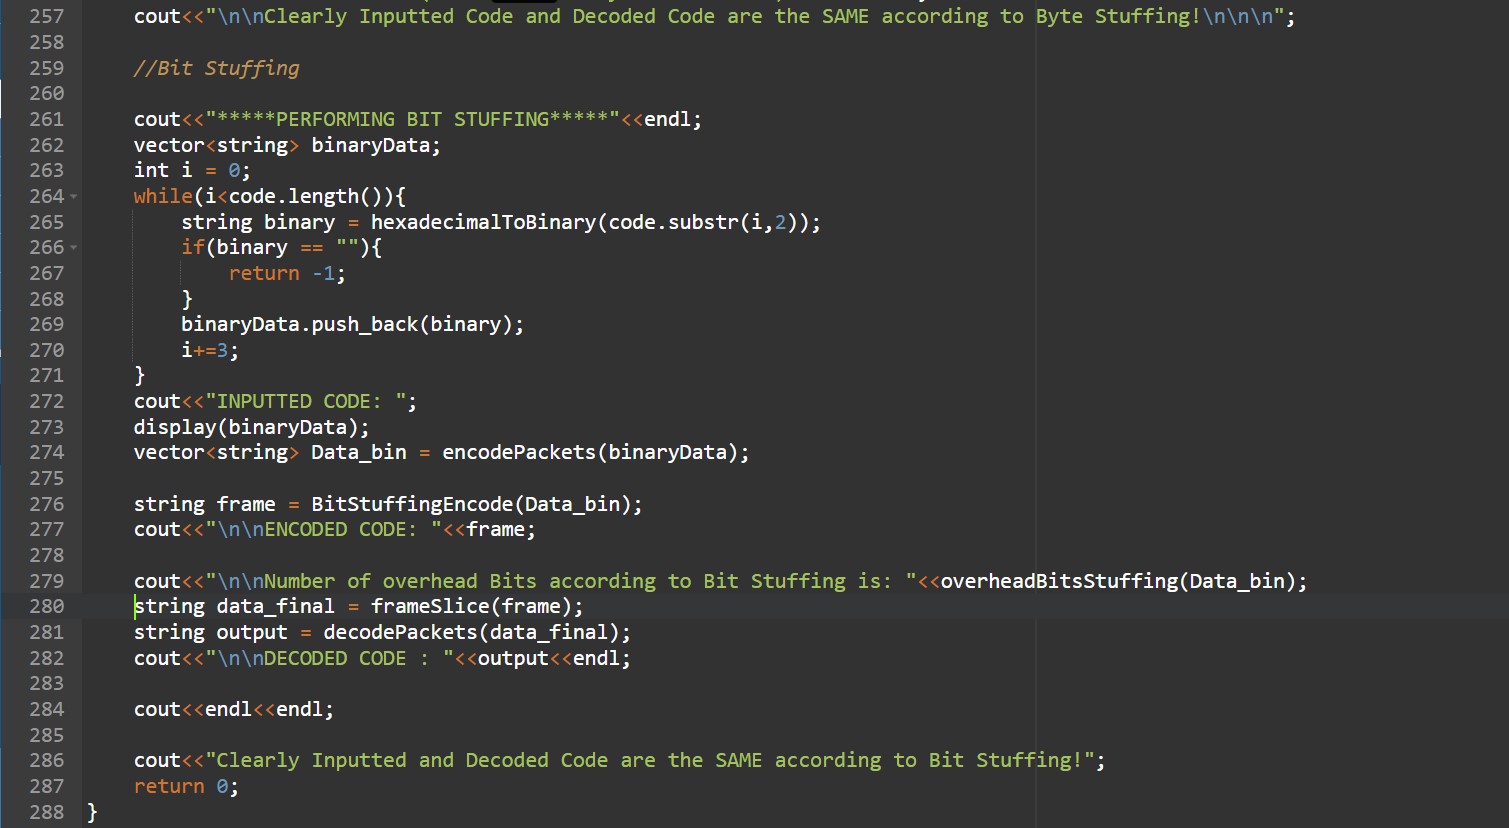 257 cout<<"\n\nClearly Inputted Code and Decoded Code are the SAME according to Byte Stuffing!\n\n\n";
258
259 //Bit Stuffing
260
261 cout<<"*****PERFORMING BIT STUFFING*****"<<endl;
262 vector<string> binaryData;
263 int i = 0;
264 while(i<code.length()){
265 string binary = hexadecimalToBinary(code.substr(i,2));
266 if(binary == ""){
267 return -1;
268 }
269 binaryData.push_back(binary);
270 i+=3;
271 }
272 cout<<"INPUTTED CODE: ";
273 display(binaryData);
274 vector<string> Data_bin = encodePackets(binaryData);
275
276 string frame = BitStuffingEncode(Data_bin);
277 cout<<"\n\nENCODED CODE: "<<frame;
278
279 cout<<"\n\nNumber of overhead Bits according to Bit Stuffing is: "<<overheadBitsStuffing(Data_bin);
280 string data_final = frameSlice(frame);
281 string output = decodePackets(data_final);
282 cout<<"\n\nDECODED CODE : "<<output<<endl;
283
284 cout<<endl<<endl;
285
286 cout<<"Clearly Inputted and Decoded Code are the SAME according to Bit Stuffing!";
287 return 0;
288 }